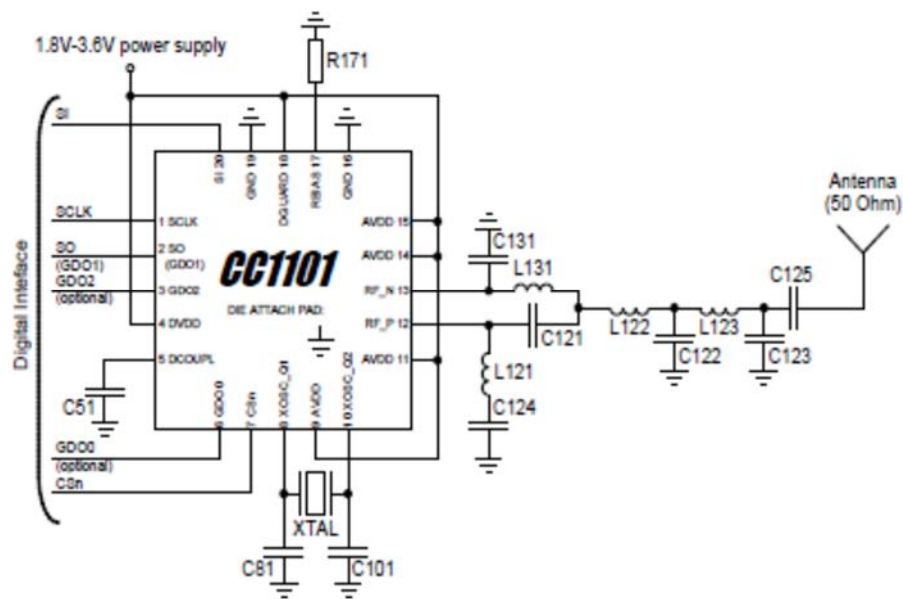 1.8V-3.6V power supply
R171
SI
Digital Inteface
SI 20
GND 19
DGUARD 18
RBIAS 17
GND 16
Antenna
(50 Ohm)
SCLK
1 SCLK
AVDD 15
C131
SO
(GDO1)
2 SO
(GDO1)
CC1101
AVDD 14
L131
C125
GDO2
(optional)
3 GDO2
DIE ATTACH PAD:
RF_N 13
4 DVDD
RF_P 12
C121
L122
L123
5 DCOUPL
AVDD 11
C122
C123
L121
C51
6 GDO0
7 CSn
8 XOSC_Q1
9 AVDD
10 XOSC_Q2
C124
GDO0
(optional)
CSn
XTAL
C81
C101